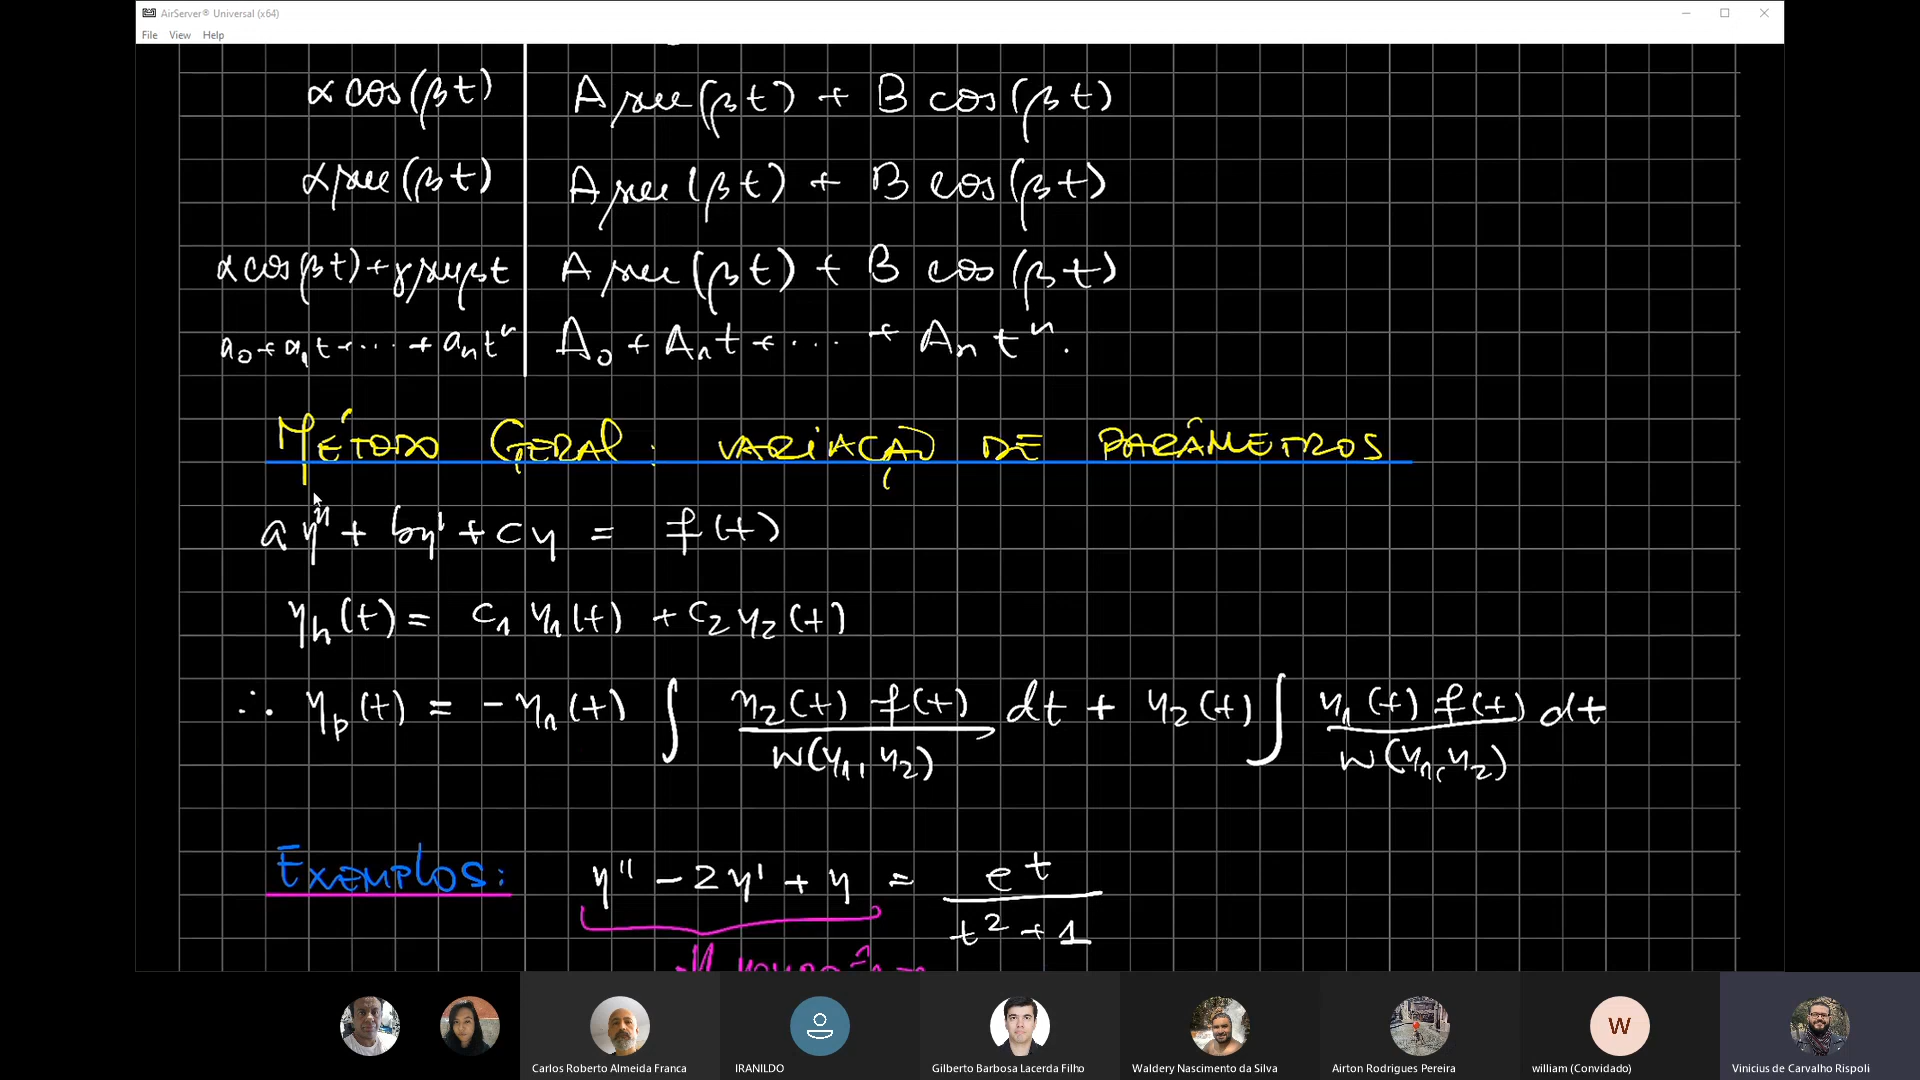 AirServer® Universal (x64)
File View Help
α cos(βt) A sen(βt) + B cos(βt)
α sen(βt) A sen(βt) + B cos(βt)
α cos(βt) + γ sen βt A sen(βt) + B cos(βt)
a₀ + a₁t + ... + aₙtⁿ A₀ + A₁t + ... + Aₙtⁿ.
MÉTODO GERAL: VARIAÇÃO DE PARÂMETROS
ay'' + by' + cy = f(t)
yₕ(t) = c₁y₁(t) + c₂y₂(t)
∴ yₚ(t) = -y₁(t) ∫ y₂(t) f(t) / W(y₁, y₂) dt + y₂(t) ∫ y₁(t) f(t) / W(y₁, y₂) dt
EXEMPLOS: y'' - 2y' + y = eᵗ / (t² + 1)
W
Carlos Roberto Almeida Franca IRANILDO Gilberto Barbosa Lacerda Filho Waldery Nascimento da Silva Airton Rodrigues Pereira william (Convidado) Vinicius de Carvalho Rispoli